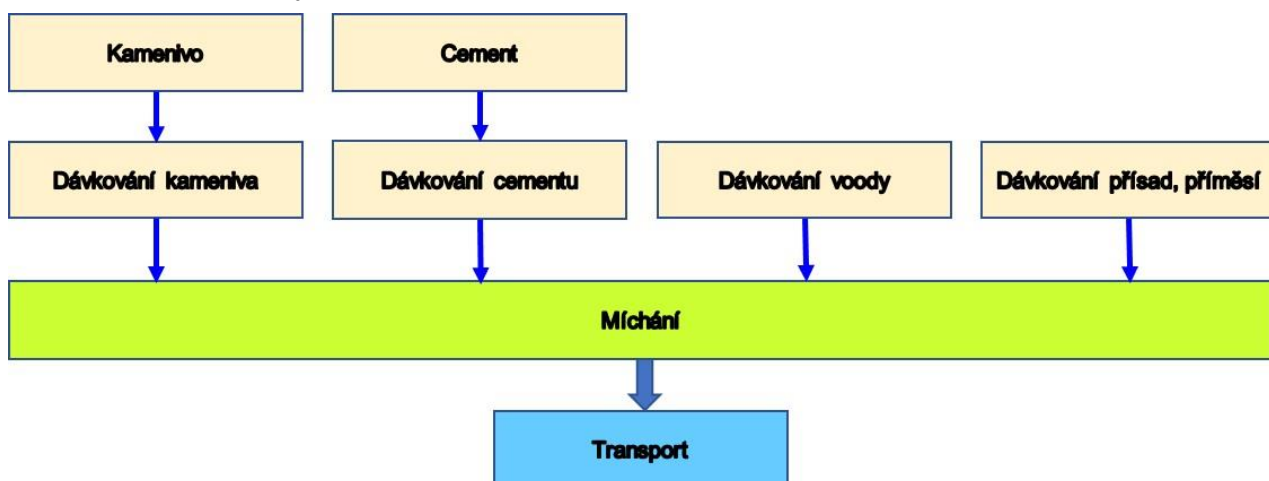 Kamenivo
Cement
Dávkování kameniva
Dávkování cementu
Dávkování voody
Dávkování přísad, příměsí
Míchání
Transport